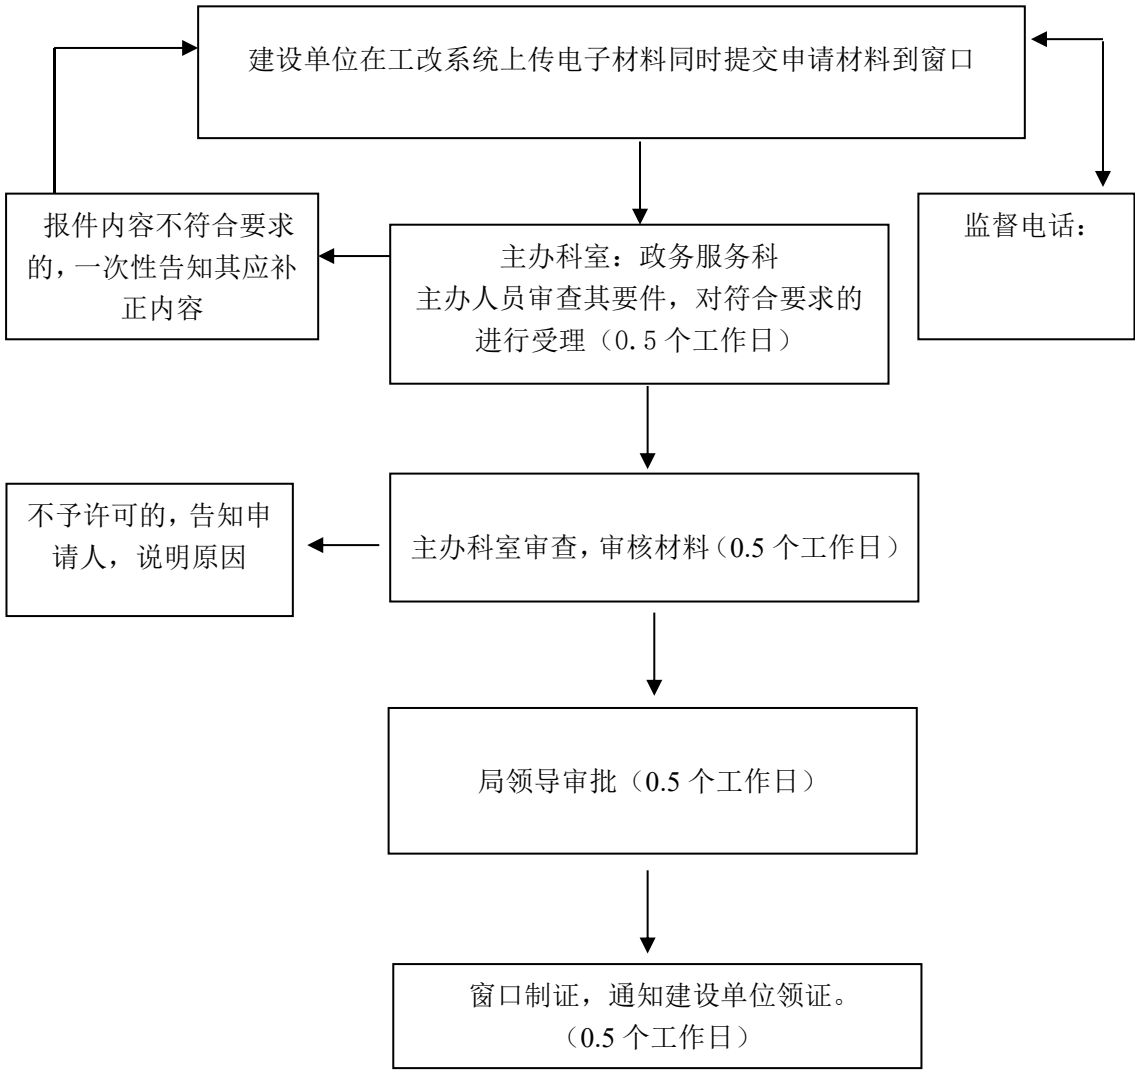 建设单位在工改系统上传电子材料同时提交申请材料到窗口
报件内容不符合要求
的，一次性告知其应补
正内容
监督电话：
主办科室：政务服务科
主办人员审查其要件，对符合要求的
进行受理（0.5个工作日）
不予许可的，告知申
请人，说明原因
主办科室审查，审核材料（0.5 个工作日）
局领导审批（0.5 个工作日）
窗口制证，通知建设单位领证。
（0.5 个工作日）